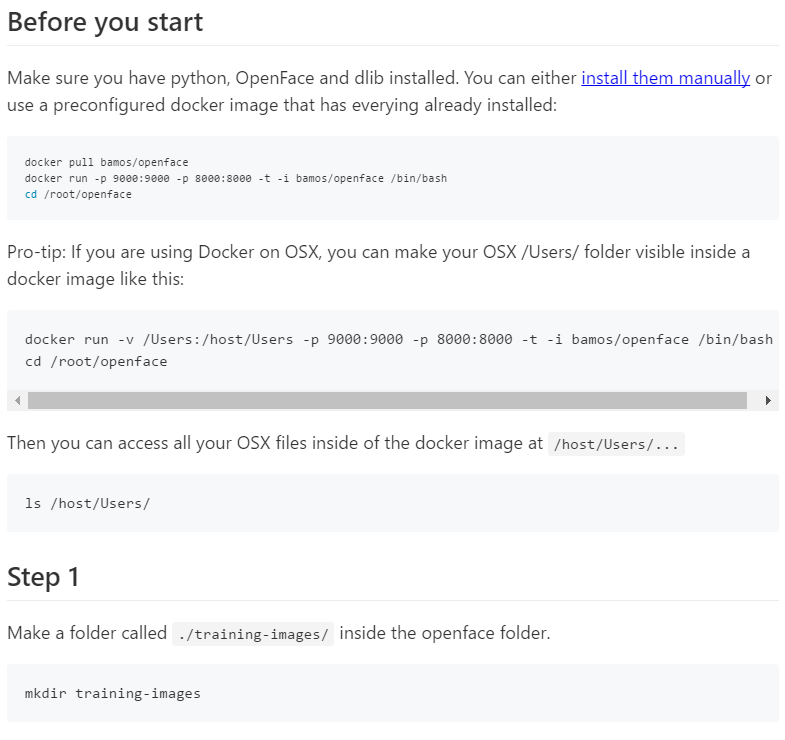 Before you start
Make sure you have python, OpenFace and dlib installed. You can either install them manually or
use a preconfigured docker image that has everying already installed:
docker pull bamos/openface
docker run -p 9000:9000 -p 8000:8000 -t -i bamos/openface /bin/bash
cd /root/openface
Pro-tip: If you are using Docker on OSX, you can make your OSX /Users/ folder visible inside a
docker image like this:
docker run -v /Users:/host/Users -p 9000:9000 -p 8000:8000 -t -i bamos/openface /bin/bash
cd /root/openface
Then you can access all your OSX files inside of the docker image at /host/Users/...
ls /host/Users/
Step 1
Make a folder called ./training-images/ inside the openface folder.
mkdir training-images